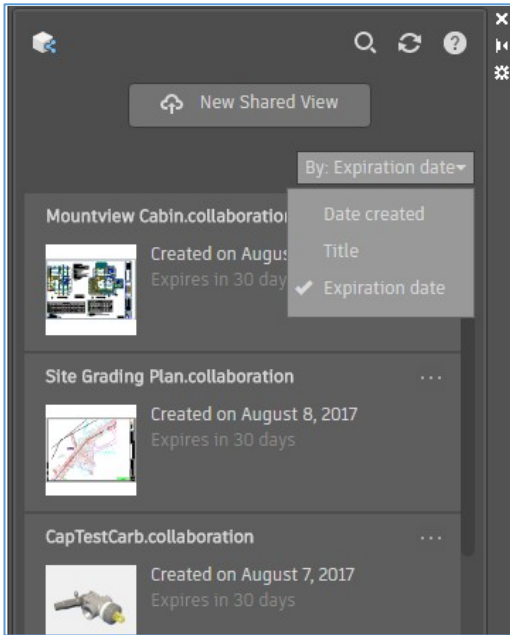 New Shared View
By: Expiration date
Date created
Title
Expiration date
Mountview Cabin.collaboration
Created on Augus
Expires in 30 day
Site Grading Plan.collaboration
Created on August 8, 2017
Expires in 30 days
CapTestCarb.collaboration
Created on August 7, 2017
Expires in 30 days